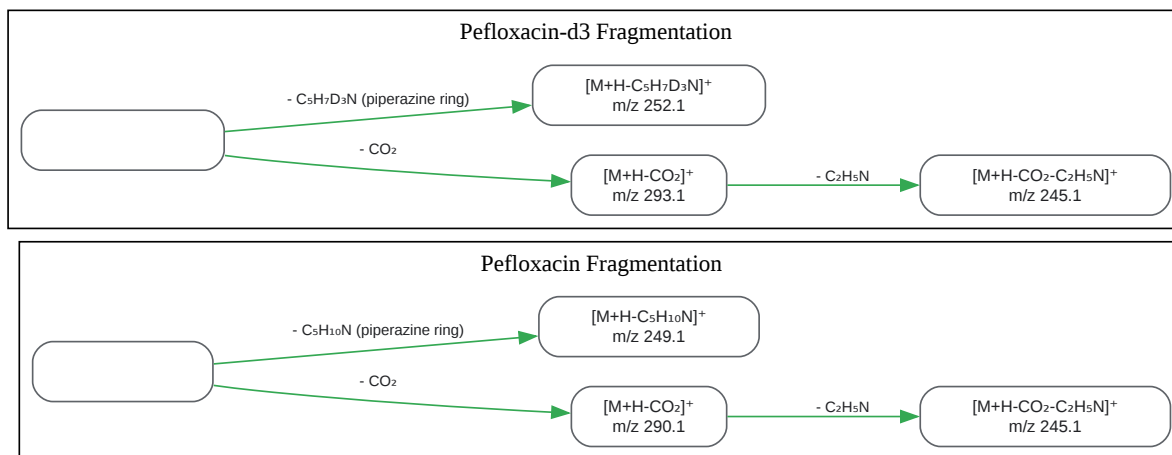 Pefloxacin-d3 Fragmentation
- C₅H₇D₃N (piperazine ring)
[M+H-C₅H₇D₃N]⁺
m/z 252.1
- CO₂
[M+H-CO₂]⁺
m/z 293.1
- C₂H₅N
[M+H-CO₂-C₂H₅N]⁺
m/z 245.1
Pefloxacin Fragmentation
- C₅H₁₀N (piperazine ring)
[M+H-C₅H₁₀N]⁺
m/z 249.1
- CO₂
[M+H-CO₂]⁺
m/z 290.1
- C₂H₅N
[M+H-CO₂-C₂H₅N]⁺
m/z 245.1